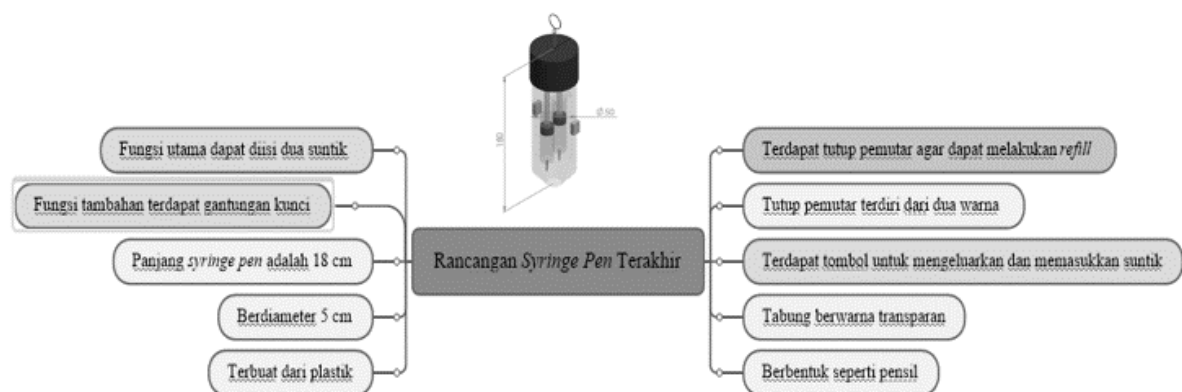 180
Ø 50
Fungsi utama dapat diisi dua suntik
Fungsi tambahan terdapat gantungan kunci
Panjang syringe pen adalah 18 cm
Berdiameter 5 cm
Terbuat dari plastik
Rancangan Syringe Pen Terakhir
Terdapat tutup pemutar agar dapat melakukan refill
Tutup pemutar terdiri dari dua warna
Terdapat tombol untuk mengeluarkan dan memasukkan suntik
Tabung berwarna transparan
Berbentuk seperti pensil